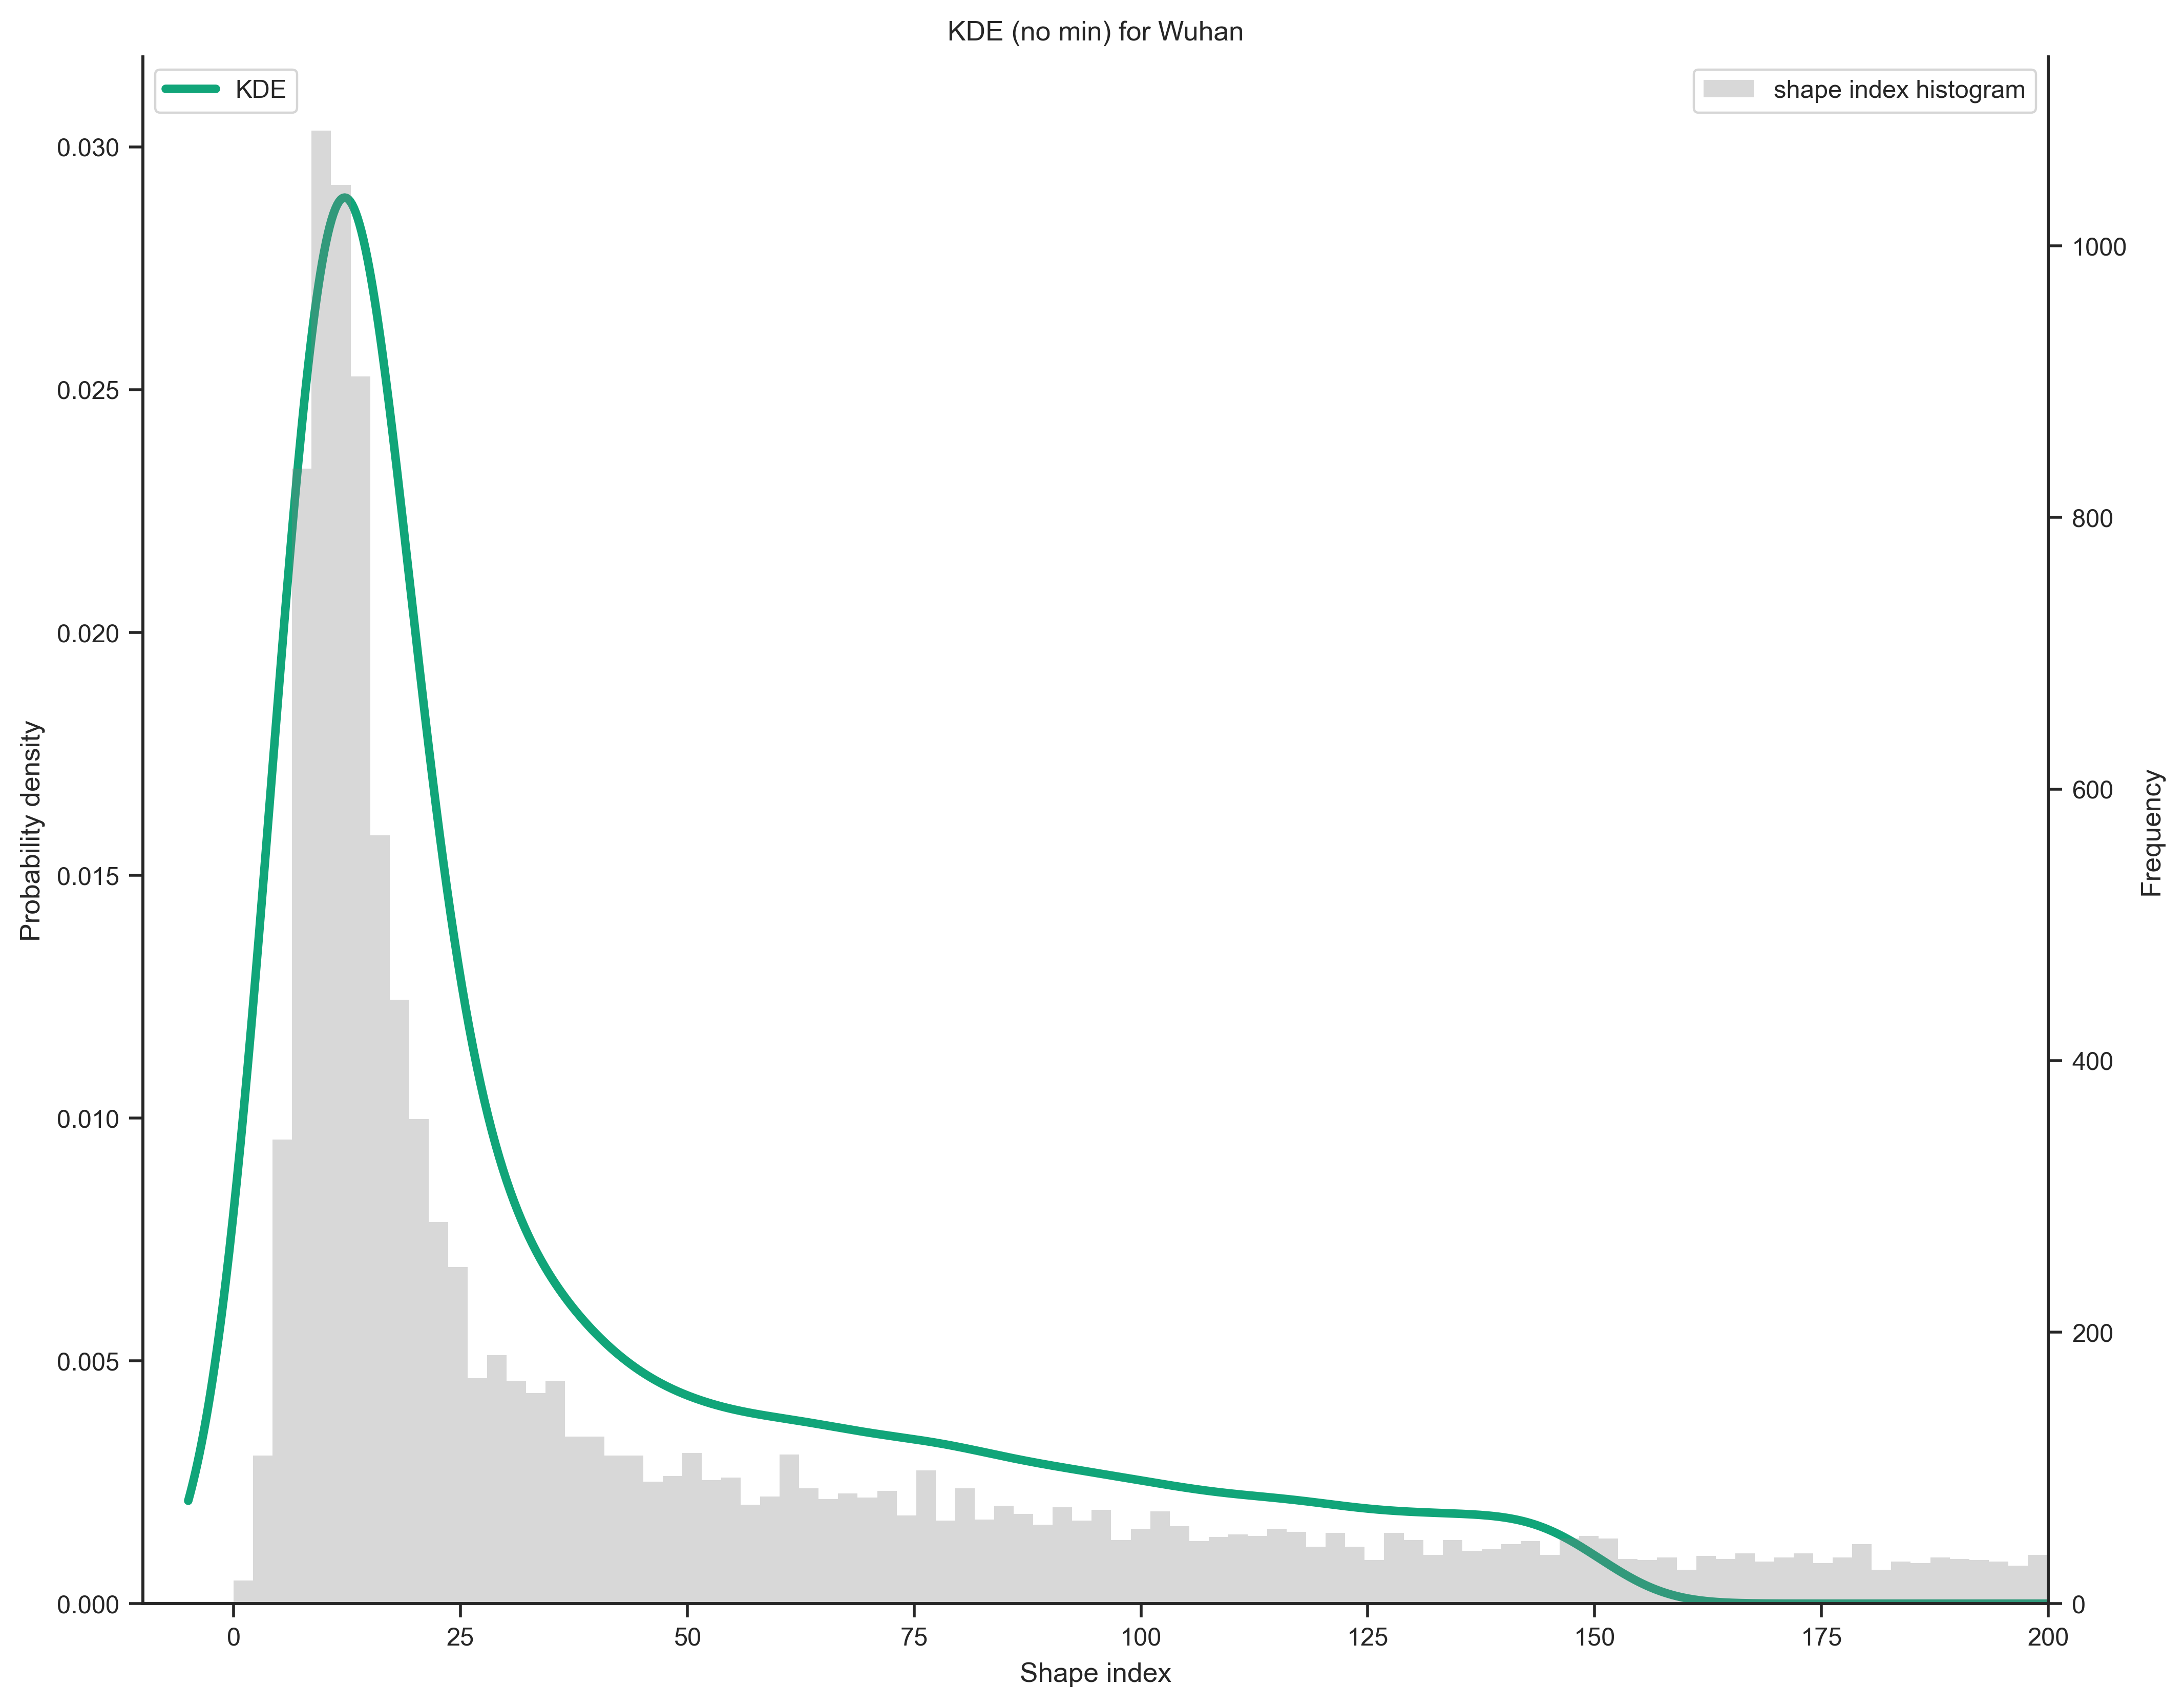 KDE (no min) for Wuhan
KDE
shape index histogram
0.030
0.025
0.020
0.015
0.010
0.005
0.000
Probability density
1000
800
600
400
200
0
Frequency
0 25 50 75 100 125 150 175 200
Shape index